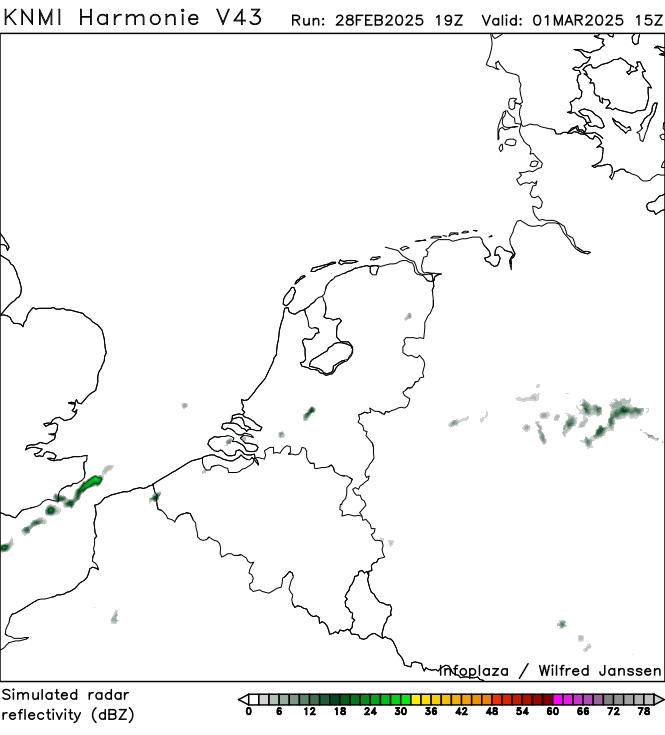 KNMI Harmonie V43 Run: 28FEB2025 19Z Valid: 01MAR2025 15Z
Infoplaza / Wilfred Janssen
Simulated radar
reflectivity (dBZ)
0 6 12 18 24 30 36 42 48 54 60 66 72 78